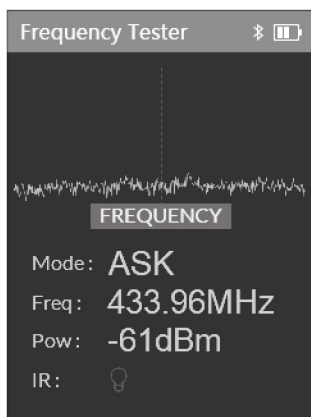 Frequency Tester
FREQUENCY
Mode: ASK
Freq: 433.96MHz
Pow: -61dBm
IR: